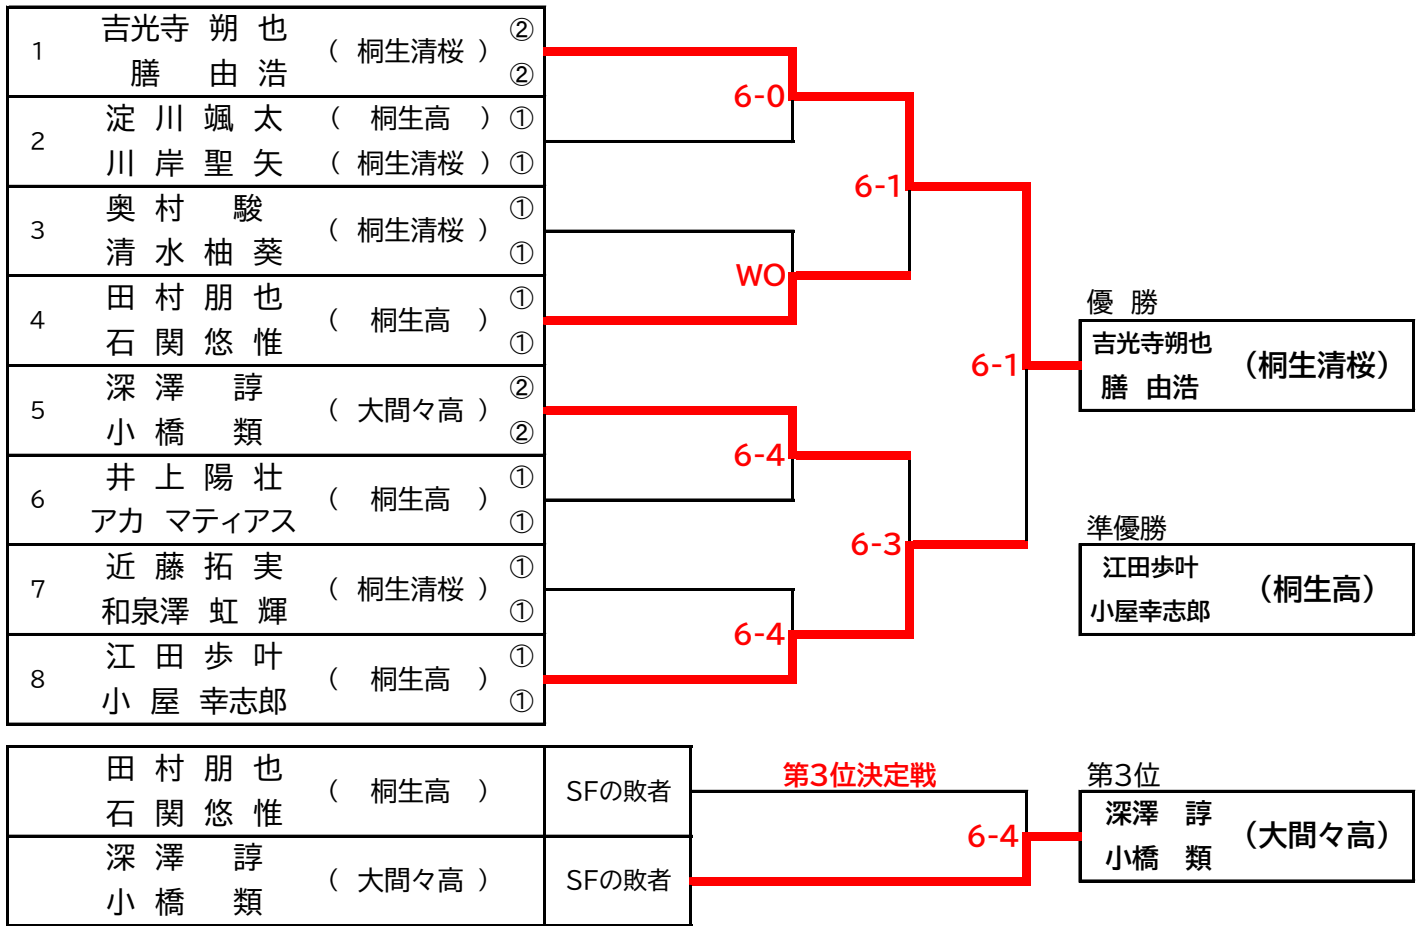 1 吉光寺 朔 也 ( 桐生清桜 ) ②
膳 由 浩 ②
2 淀 川 颯 太 ( 桐生高 ) ①
川 岸 聖 矢 ( 桐生清桜 ) ①
3 奥 村 駿 ( 桐生清桜 ) ①
清 水 柚 葵 ①
4 田 村 朋 也 ( 桐生高 ) ①
石 関 悠 惟 ①
5 深 澤 諄 ( 大間々高 ) ②
小 橋 類 ②
6 井 上 陽 壮 ( 桐生高 ) ①
アカ マティアス ①
7 近 藤 拓 実 ( 桐生清桜 ) ①
和泉澤 虹 輝 ①
8 江 田 歩 叶 ( 桐生高 ) ①
小 屋 幸志郎 ①
6-0
WO
6-4
6-4
6-1
6-3
6-1
優 勝
吉光寺朔也 (桐生清桜)
膳 由浩
準優勝
江田歩叶 (桐生高)
小屋幸志郎
田 村 朋 也 ( 桐生高 ) SFの敗者
石 関 悠 惟
深 澤 諄 ( 大間々高 ) SFの敗者
小 橋 類
第3位決定戦
6-4
第3位
深澤 諄 (大間々高)
小橋 類